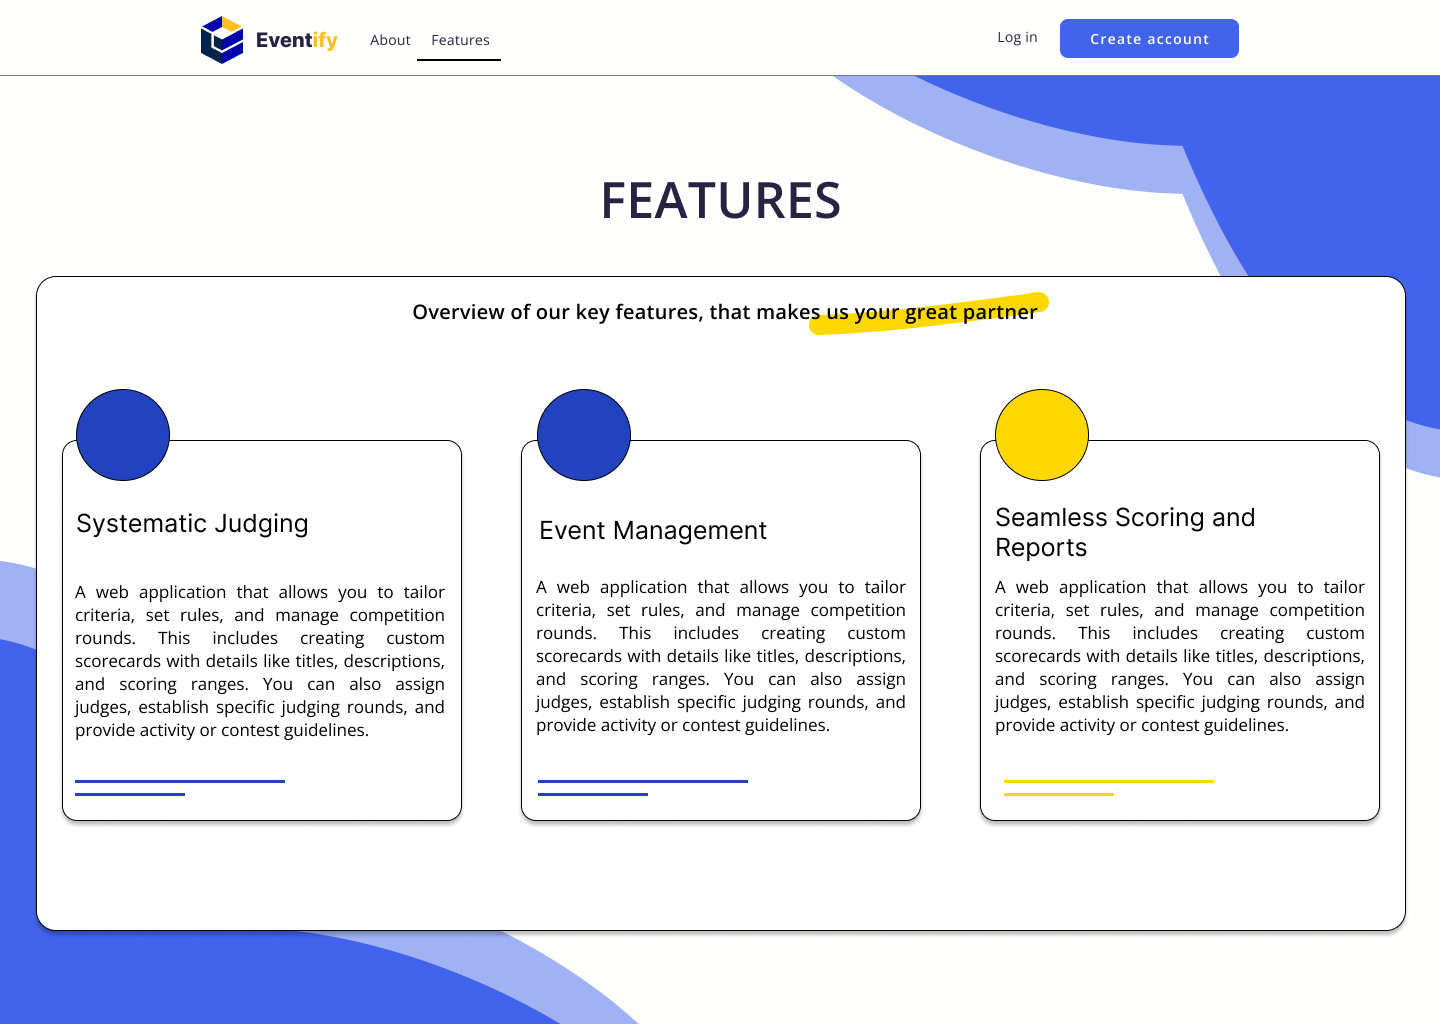 Eventify
About
Features
Log in
Create account
FEATURES
Overview of our key features, that makes us your great partner
Systematic Judging
A web application that allows you to tailor
criteria, set rules, and manage competition
rounds. This includes creating custom
scorecards with details like titles, descriptions,
and scoring ranges. You can also assign
judges, establish specific judging rounds, and
provide activity or contest guidelines.
Event Management
A web application that allows you to tailor
criteria, set rules, and manage competition
rounds. This includes creating custom
scorecards with details like titles, descriptions,
and scoring ranges. You can also assign
judges, establish specific judging rounds, and
provide activity or contest guidelines.
Seamless Scoring and
Reports
A web application that allows you to tailor
criteria, set rules, and manage competition
rounds. This includes creating custom
scorecards with details like titles, descriptions,
and scoring ranges. You can also assign
judges, establish specific judging rounds, and
provide activity or contest guidelines.